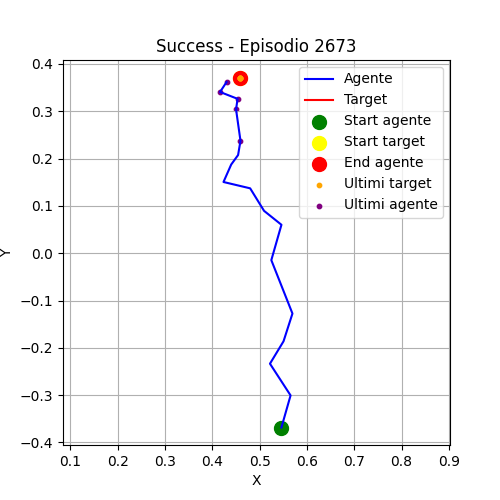 Success - Episodio 2673
0.4
0.3
0.2
0.1
0.0
−0.1
−0.2
−0.3
−0.4
Y
Agente
Target
Start agente
Start target
End agente
Ultimi target
Ultimi agente
0.1 0.2 0.3 0.4 0.5 0.6 0.7 0.8 0.9
X